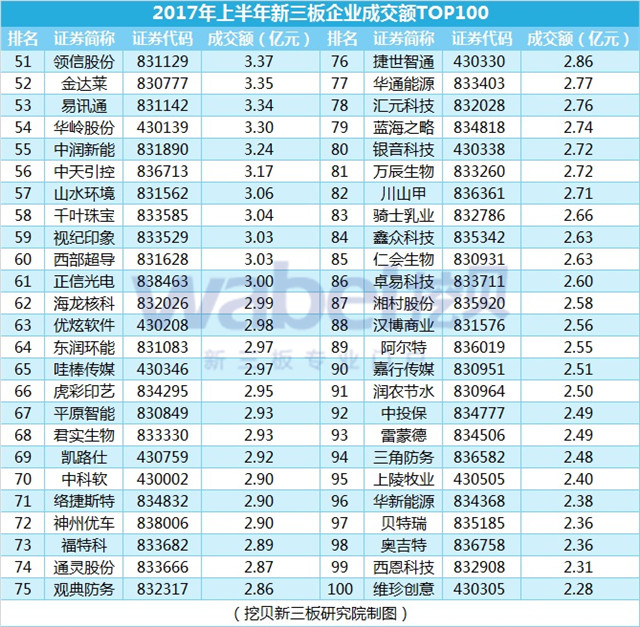 2017年上半年新三板企业成交额TOP100
排名 证券简称 证券代码 成交额（亿元） 排名 证券简称 证券代码 成交额（亿元）
51 领信股份 831129 3.37 76 捷世智通 430330 2.86
52 金达莱 830777 3.35 77 华通能源 833403 2.77
53 易讯通 831142 3.34 78 汇元科技 832028 2.76
54 华岭股份 430139 3.30 79 蓝海之略 834818 2.74
55 中润新能 831890 3.24 80 银音科技 430338 2.72
56 中天引控 836713 3.17 81 万辰生物 833260 2.72
57 山水环境 831562 3.06 82 川山甲 836361 2.71
58 千叶珠宝 833585 3.04 83 骑士乳业 832786 2.66
59 视纪印象 833529 3.03 84 鑫众科技 835342 2.63
60 西部超导 831628 3.03 85 仁会生物 830931 2.63
61 正信光电 838463 3.00 86 卓易科技 833711 2.60
62 海龙核科 832026 2.99 87 湘村股份 835920 2.58
63 优炫软件 430208 2.98 88 汉博商业 831576 2.56
64 东润环能 831083 2.97 89 阿尔特 836019 2.55
65 哇棒传媒 430346 2.97 90 嘉行传媒 830951 2.51
66 虎彩印艺 834295 2.95 91 润农节水 830964 2.50
67 平原智能 830849 2.93 92 中投保 834777 2.49
68 君实生物 833330 2.93 93 雷蒙德 834506 2.49
69 凯路仕 430759 2.92 94 三角防务 836582 2.48
70 中科软 430002 2.90 95 上陵牧业 430505 2.40
71 络捷斯特 834832 2.90 96 华新能源 834368 2.38
72 神州优车 838006 2.90 97 贝特瑞 835185 2.36
73 福特科 833682 2.89 98 奥吉特 836758 2.36
74 通灵股份 833666 2.87 99 西恩科技 832908 2.31
75 观典防务 832317 2.86 100 维珍创意 430305 2.28
（挖贝新三板研究院制图）
wabei挖贝
新三板专业门户